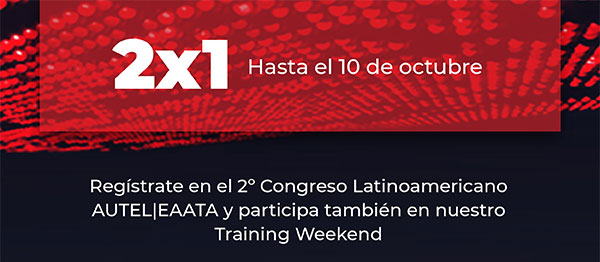 2x1 Hasta el 10 de octubre
Regístrate en el 2º Congreso Latinoamericano
AUTEL|EAATA y participa también en nuestro
Training Weekend